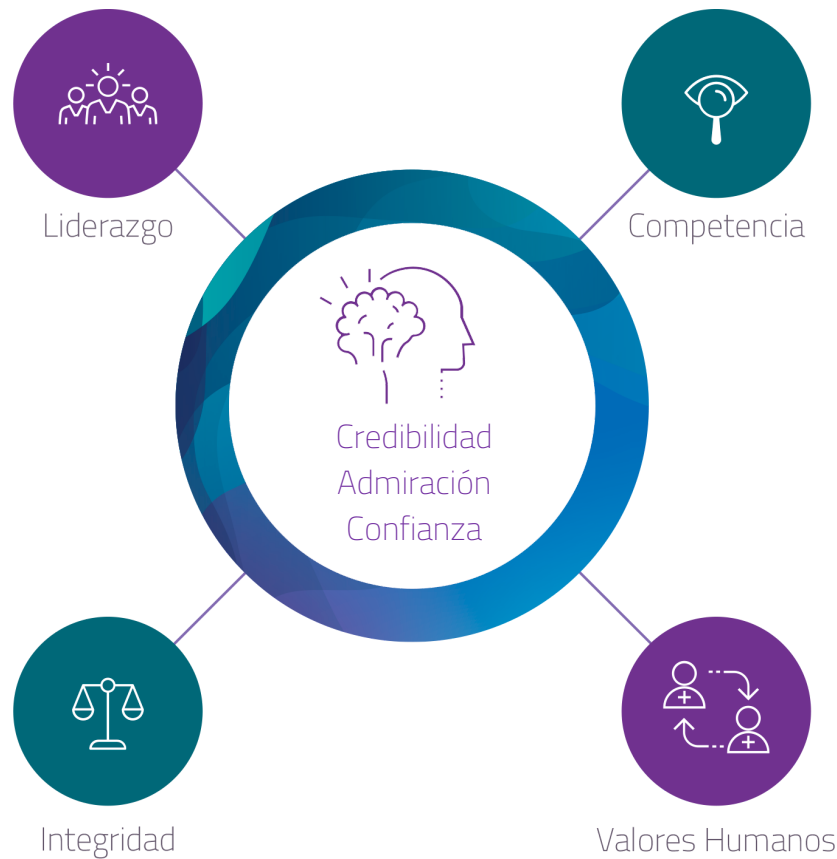 Liderazgo
Competencia
Credibilidad
Admiración
Confianza
Integridad
Valores Humanos